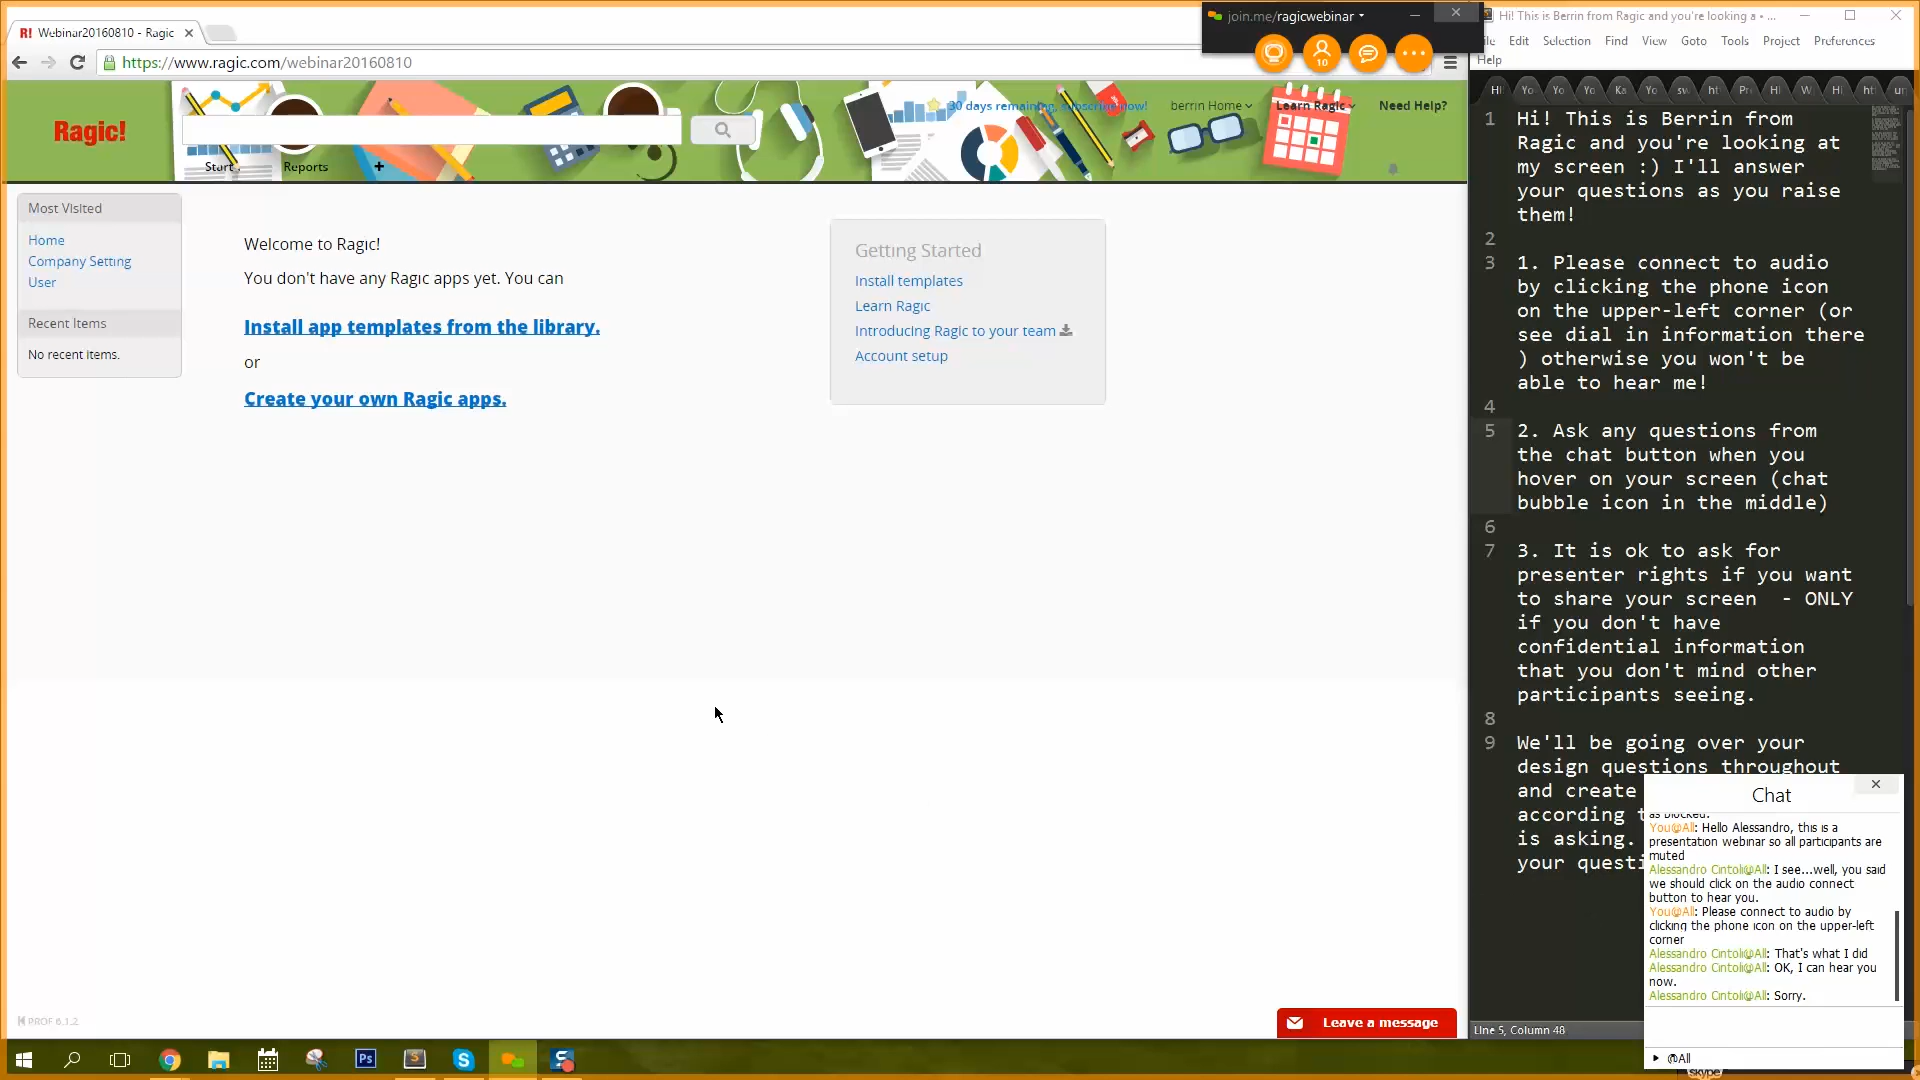 R! Webinar20160810 - Ragic
https://www.ragic.com/webinar20160810
join.me/ragicwebinar
10
Ragic!
30 days remaining, subscribe now!
berrin Home
Learn Ragic
Need Help?
Start
Reports
Most Visited
Home
Company Setting
User
Recent Items
No recent items.
Welcome to Ragic!
You don't have any Ragic apps yet. You can
Install app templates from the library.
or
Create your own Ragic apps.
Getting Started
Install templates
Learn Ragic
Introducing Ragic to your team
Account setup
PROF 6.1.2
Leave a message
Hi! This is Berrin from Ragic and you're looking a • ...
Edit Selection Find View Goto Tools Project Preferences
Help
1 Hi! This is Berrin from
Ragic and you're looking at
my screen :) I'll answer
your questions as you raise
them!
2
3 1. Please connect to audio
by clicking the phone icon
on the upper-left corner (or
see dial in information there
) otherwise you won't be
able to hear me!
4
5 2. Ask any questions from
the chat button when you
hover on your screen (chat
bubble icon in the middle)
6
7 3. It is ok to ask for
presenter rights if you want
to share your screen  - ONLY
if you don't have
confidential information
that you don't mind other
participants seeing.
8
9 We'll be going over your
design questions throughout
and create
according
is asking.
your
Line 5, Column 48
Chat
as blocked.
You@All: Hello Alessandro, this is a
presentation webinar so all participants are
muted
Alessandro Cintoli@All: I see...well, you said
we should click on the audio connect
button to hear you.
You@All: Please connect to audio by
clicking the phone icon on the upper-left
corner
Alessandro Cintoli@All: That's what I did
Alessandro Cintoli@All: OK, I can hear you
now.
Alessandro Cintoli@All: Sorry.
@All
skype
Ps